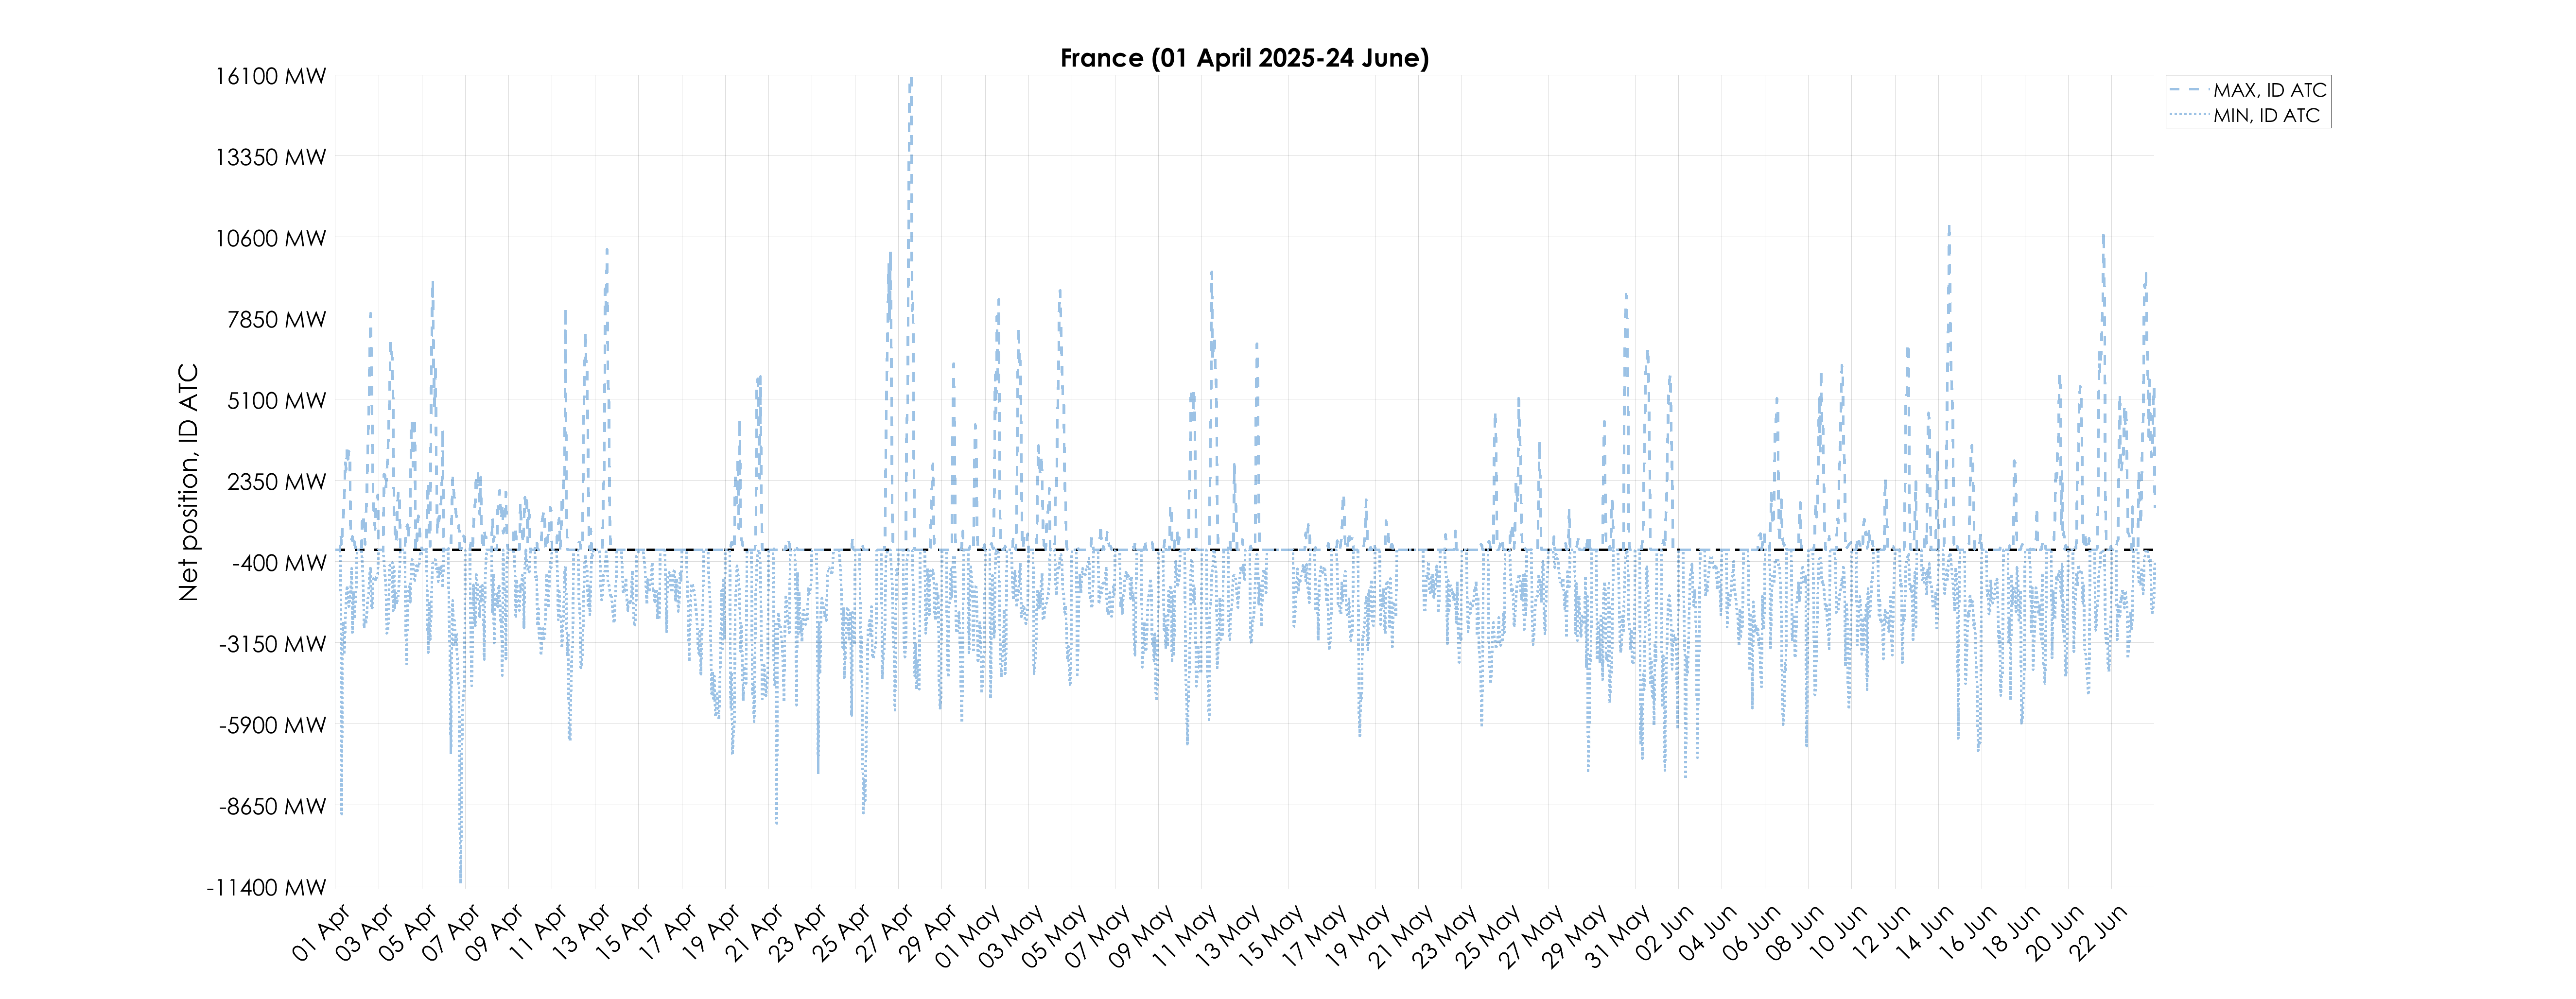 France (01 April 2025-24 June)
16100 MW
13350 MW
10600 MW
7850 MW
5100 MW
2350 MW
-400 MW
-3150 MW
-5900 MW
-8650 MW
-11400 MW
Net position, ID ATC
MAX, ID ATC
MIN, ID ATC
01 Apr
03 Apr
05 Apr
07 Apr
09 Apr
11 Apr
13 Apr
15 Apr
17 Apr
19 Apr
21 Apr
23 Apr
25 Apr
27 Apr
29 Apr
01 May
03 May
05 May
07 May
09 May
11 May
13 May
15 May
17 May
19 May
21 May
23 May
25 May
27 May
29 May
31 May
02 Jun
04 Jun
06 Jun
08 Jun
10 Jun
12 Jun
14 Jun
16 Jun
18 Jun
20 Jun
22 Jun